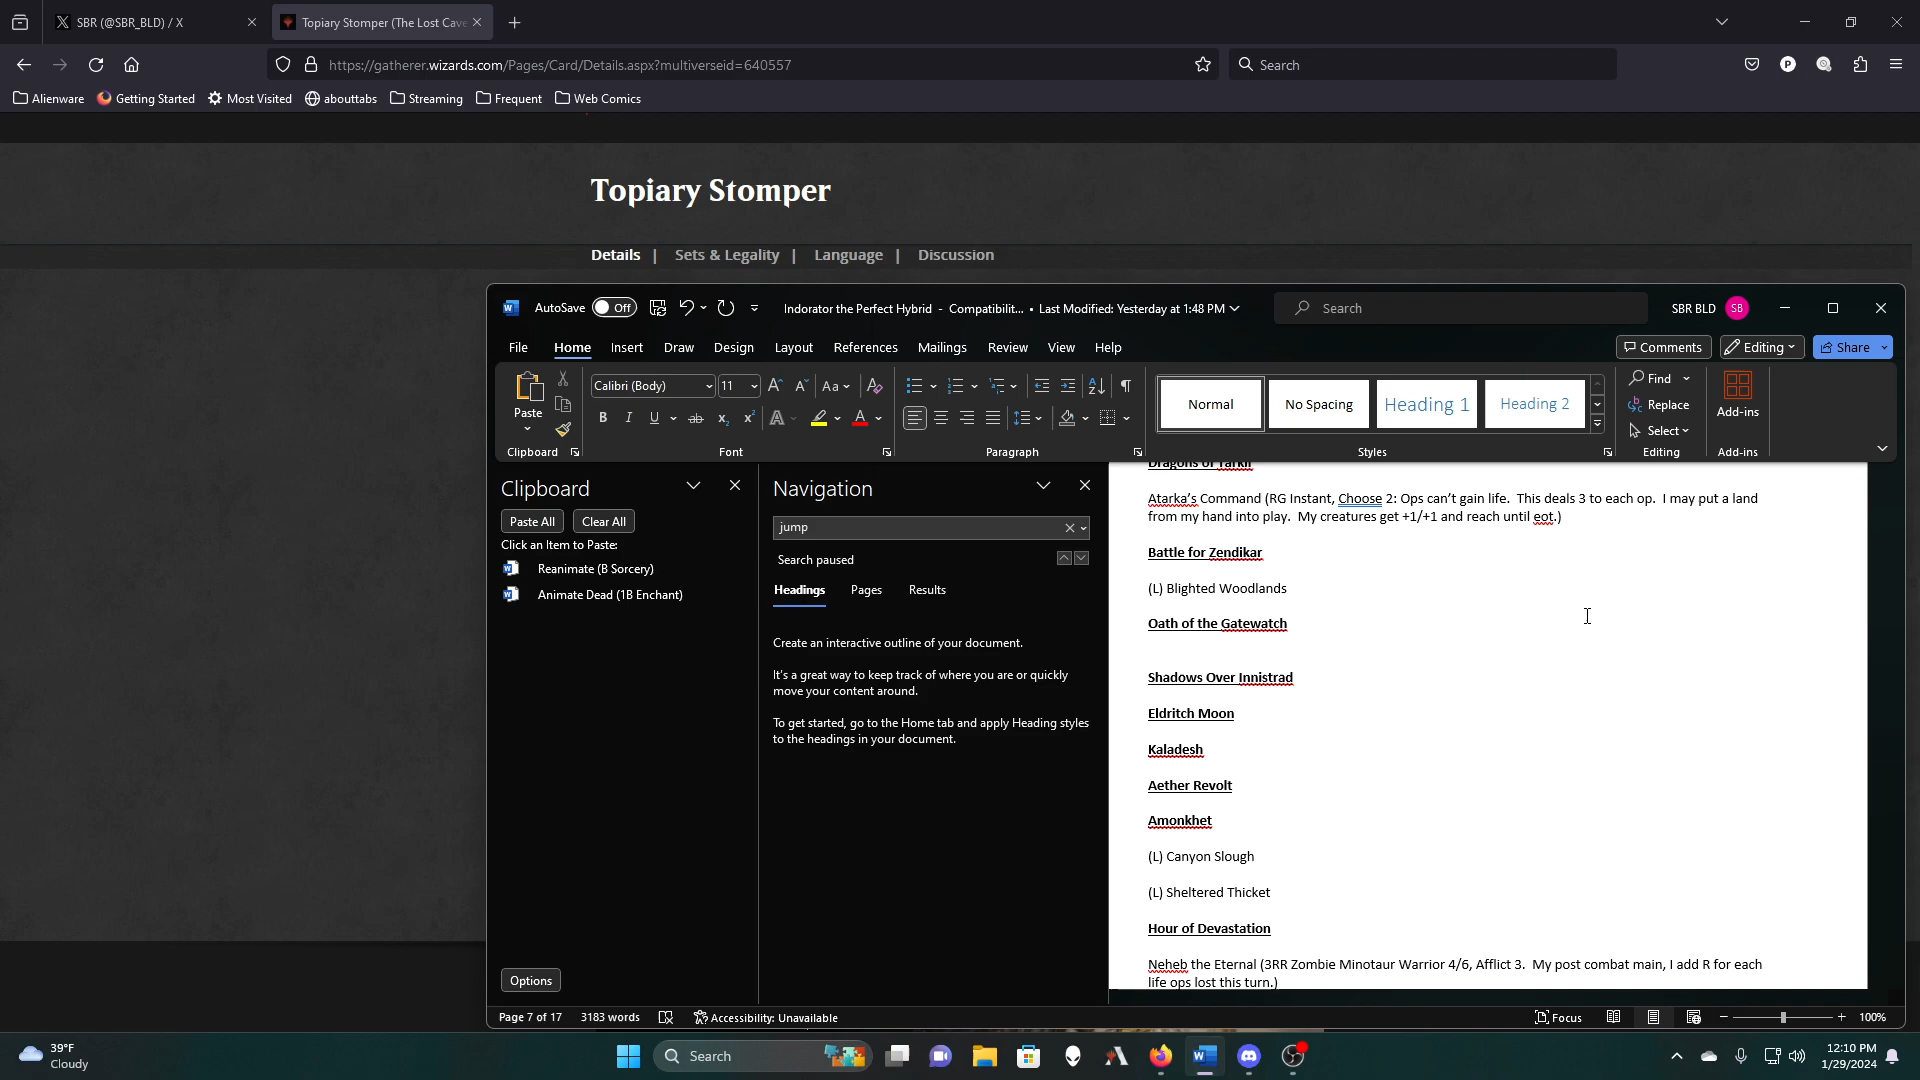 SBR (@SBR_BLD) / X
Topiary Stomper (The Lost Cave
https://gatherer.wizards.com/Pages/Card/Details.aspx?multiverseid=640557
Search
Alienware
Getting Started
Most Visited
abouttabs
Streaming
Frequent
Web Comics
Topiary Stomper
Details | Sets & Legality | Language | Discussion
AutoSave Off
Indorator the Perfect Hybrid - Compatibilit... • Last Modified: Yesterday at 1:48 PM
Search
SBR BLD SB
File Home Insert Draw Design Layout References Mailings Review View Help
Comments Editing Share
Paste
Clipboard
Calibri (Body) 11
Font
Paragraph
Normal
No Spacing
Heading 1
Heading 2
Styles
Find
Replace
Select
Editing
Add-ins
Add-ins
Clipboard
Paste All Clear All
Click an Item to Paste:
Reanimate (B Sorcery)
Animate Dead (1B Enchant)
Options
Navigation
jump
Search paused
Headings Pages Results
Create an interactive outline of your document.
It's a great way to keep track of where you are or quickly
move your content around.
To get started, go to the Home tab and apply Heading styles
to the headings in your document.
Dragons of Tarkir
Atarka's Command (RG Instant, Choose 2: Ops can't gain life. This deals 3 to each op. I may put a land
from my hand into play. My creatures get +1/+1 and reach until eot.)
Battle for Zendikar
(L) Blighted Woodlands
Oath of the Gatewatch
Shadows Over Innistrad
Eldritch Moon
Kaladesh
Aether Revolt
Amonkhet
(L) Canyon Slough
(L) Sheltered Thicket
Hour of Devastation
Neheb the Eternal (3RR Zombie Minotaur Warrior 4/6, Afflict 3. My post combat main, I add R for each
life ops lost this turn.)
Page 7 of 17 3183 words Accessibility: Unavailable
Focus 100%
39°F
Cloudy
Search
12:10 PM
1/29/2024